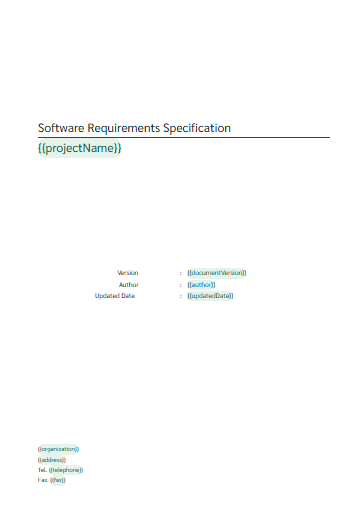 Software Requirements Specification
{{projectName}}
Version : {{documentVersion}}
Author : {{author}}
Updated Date : {{updatedDate}}
{{organization}}
{{address}}
Tel. {{telephone}}
Fax. {{fax}}